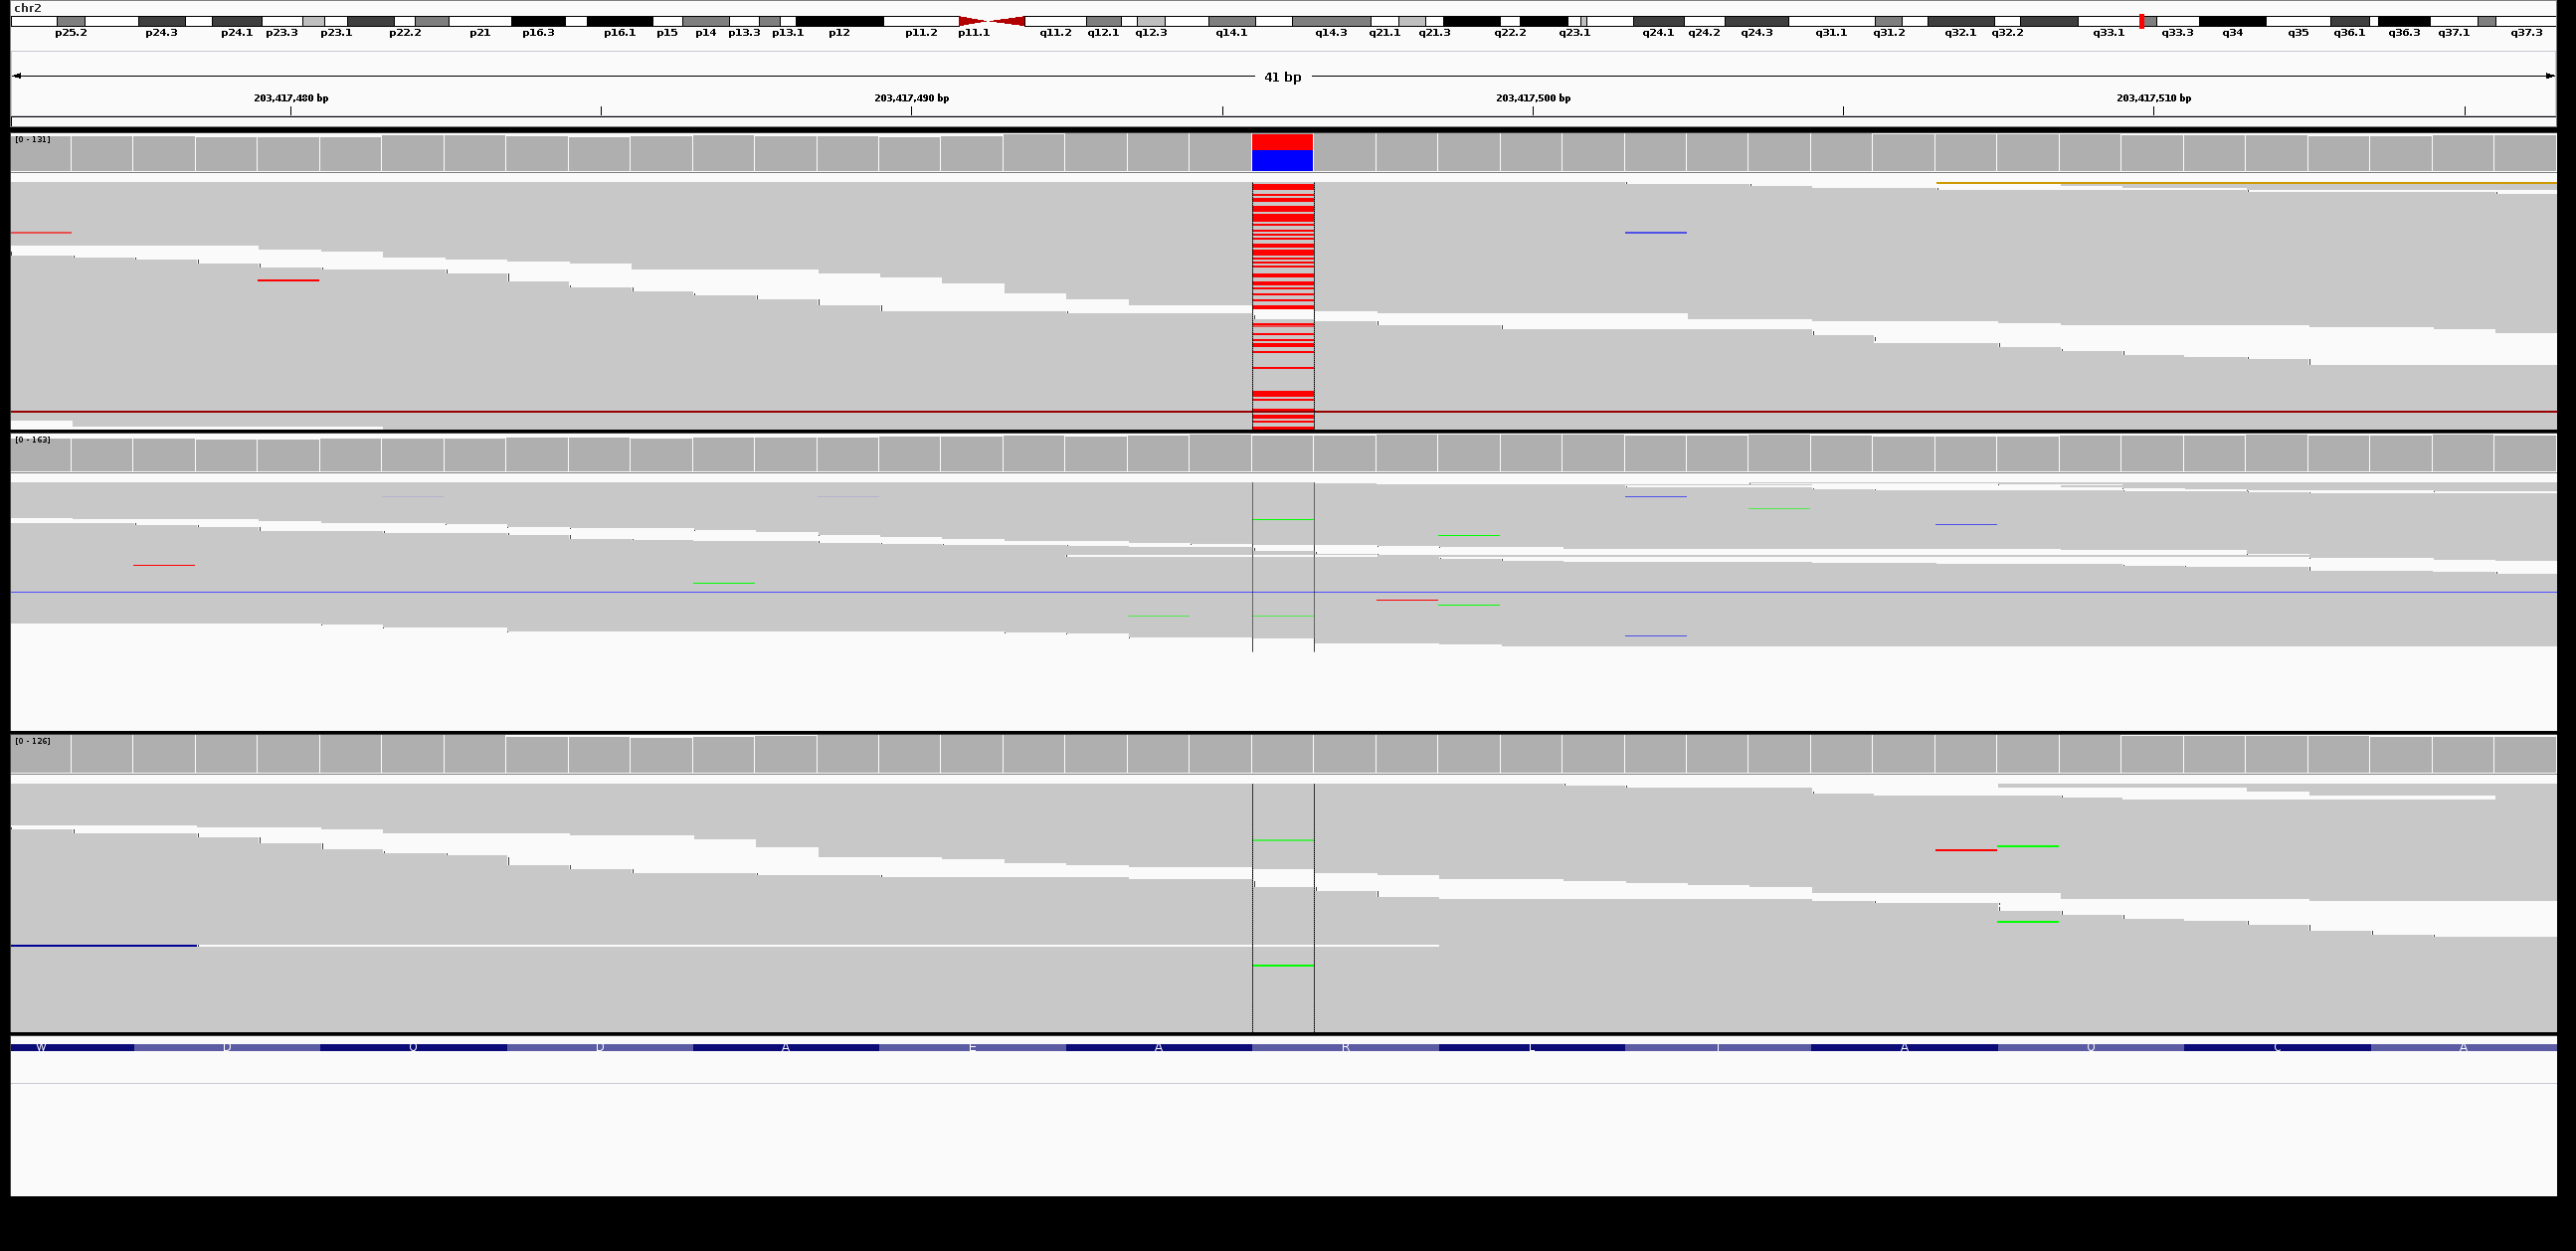 chr2
p25.2 p24.3 p24.1 p23.3 p23.1 p22.2 p21 p16.3 p16.1 p15 p14 p13.3 p13.1 p12 p11.2 p11.1 q11.2 q12.1 q12.3 q14.1 q14.3 q21.1 q21.3 q22.2 q23.1 q24.1 q24.2 q24.3 q31.1 q31.2 q32.1 q32.2 q33.1 q33.3 q34 q35 q36.1 q36.3 q37.1 q37.3
41 bp
203,417,480 bp 203,417,490 bp 203,417,500 bp 203,417,510 bp
[0 - 131]
[0 - 163]
[0 - 126]
W D D A E A R L A C A